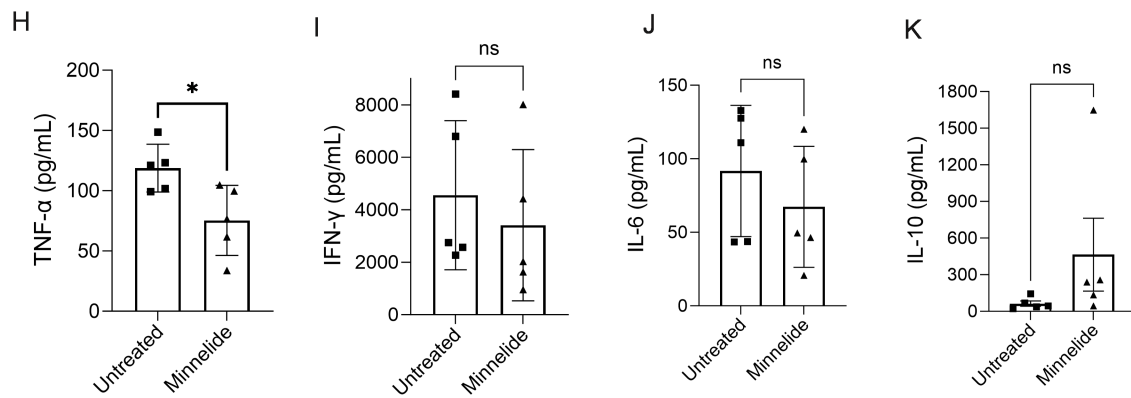 H
TNF-α (pg/mL)
200
150
100
50
0
*
Untreated
Minnelide
I
IFN-γ (pg/mL)
8000
6000
4000
2000
0
ns
Untreated
Minnelide
J
IL-6 (pg/mL)
150
100
50
0
ns
Untreated
Minnelide
K
IL-10 (pg/mL)
1800
1500
1200
900
600
300
0
ns
Untreated
Minnelide